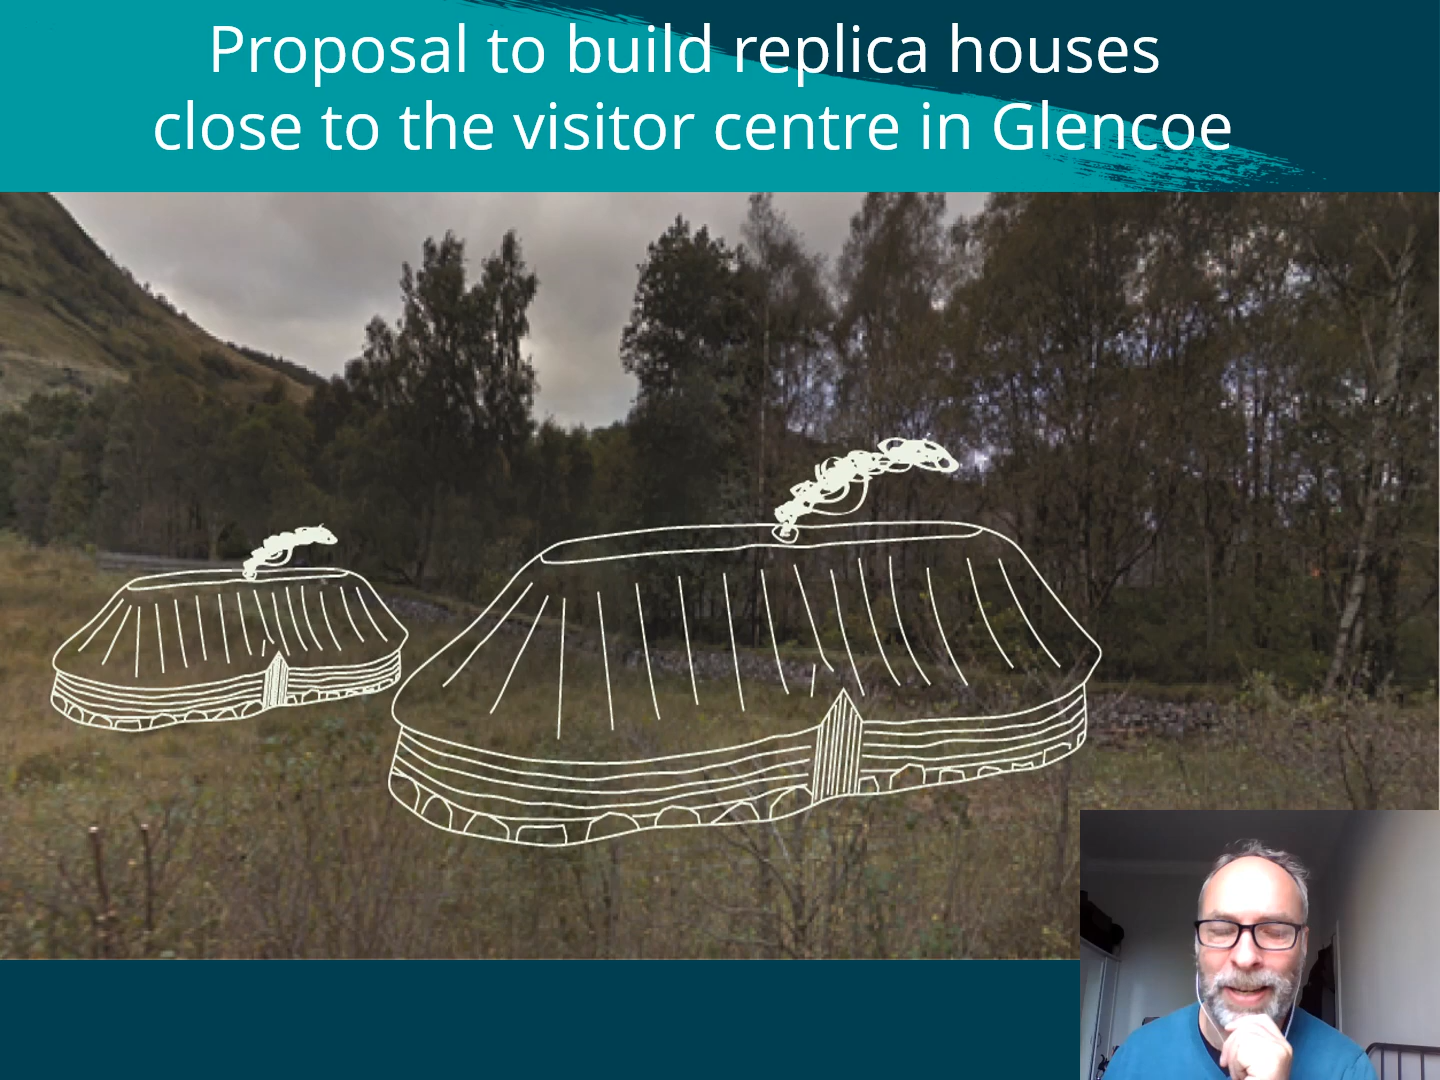 Proposal to build replica houses
close to the visitor centre in Glencoe